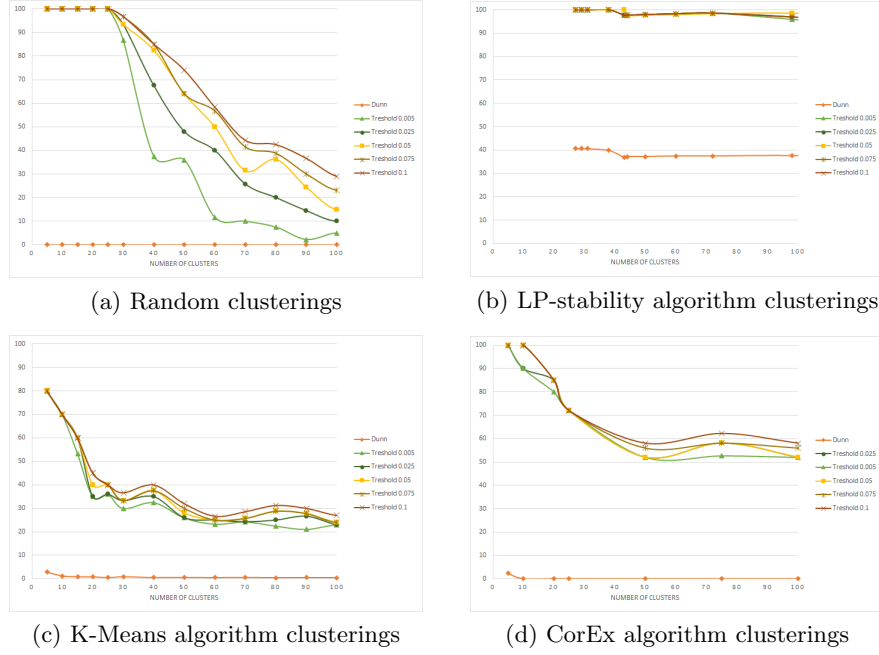 100
90
80
70
60
50
40
30
20
10
0
0 10 20 30 40 50 60 70 80 90 100
NUMBER OF CLUSTERS
Dunn
Treshold 0.005
Treshold 0.025
Treshold 0.05
Treshold 0.075
Treshold 0.1
(a) Random clusterings
100
90
80
70
60
50
40
30
20
10
0
0 10 20 30 40 50 60 70 80 90 100
NUMBER OF CLUSTERS
Dunn
Treshold 0.005
Treshold 0.025
Treshold 0.05
Treshold 0.075
Treshold 0.1
(b) LP-stability algorithm clusterings
100
90
80
70
60
50
40
30
20
10
0
0 10 20 30 40 50 60 70 80 90 100
NUMBER OF CLUSTERS
Dunn
Treshold 0.005
Treshold 0.025
Treshold 0.05
Treshold 0.075
Treshold 0.1
(c) K-Means algorithm clusterings
100
90
80
70
60
50
40
30
20
10
0
0 10 20 30 40 50 60 70 80 90 100
NUMBER OF CLUSTERS
Dunn
Treshold 0.025
Treshold 0.005
Treshold 0.05
Treshold 0.075
Treshold 0.1
(d) CorEx algorithm clusterings